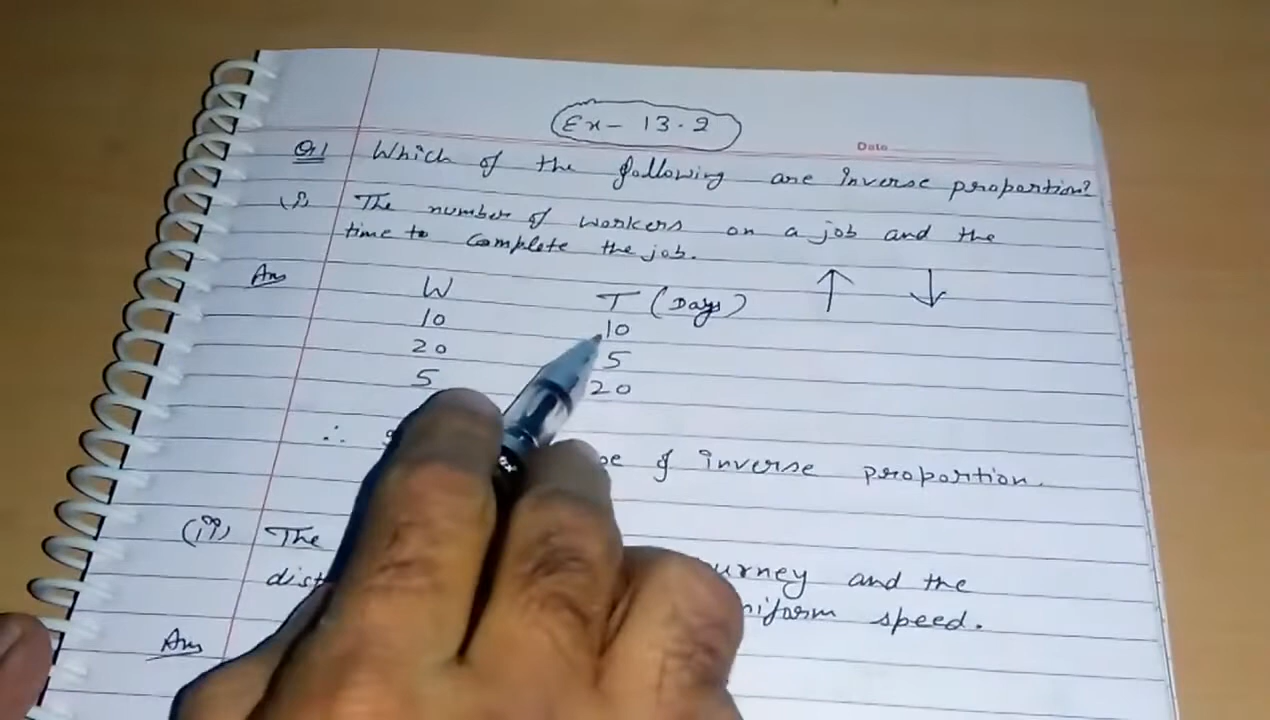 Ex- 13.2
Date
Q1 Which of the following are inverse proportion?
(i) The number of workers on a job and the
time to complete the job.
Ans W T (Days) ↑ ↓
10 10
20 5
5 20
∴ of inverse proportion.
(ii) The urney and the
dist niform speed.
Ans